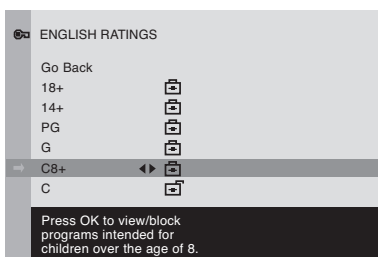 ENGLISH RATINGS
Go Back
18+
14+
PG
G
C8+
C
Press OK to view/block
programs intended for
children over the age of 8.